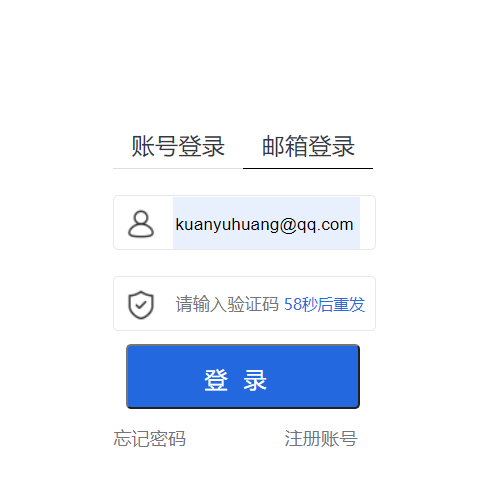 账号登录 邮箱登录
kuanyuhuang@qq.com
请输入验证码 58秒后重发
登 录
忘记密码 注册账号